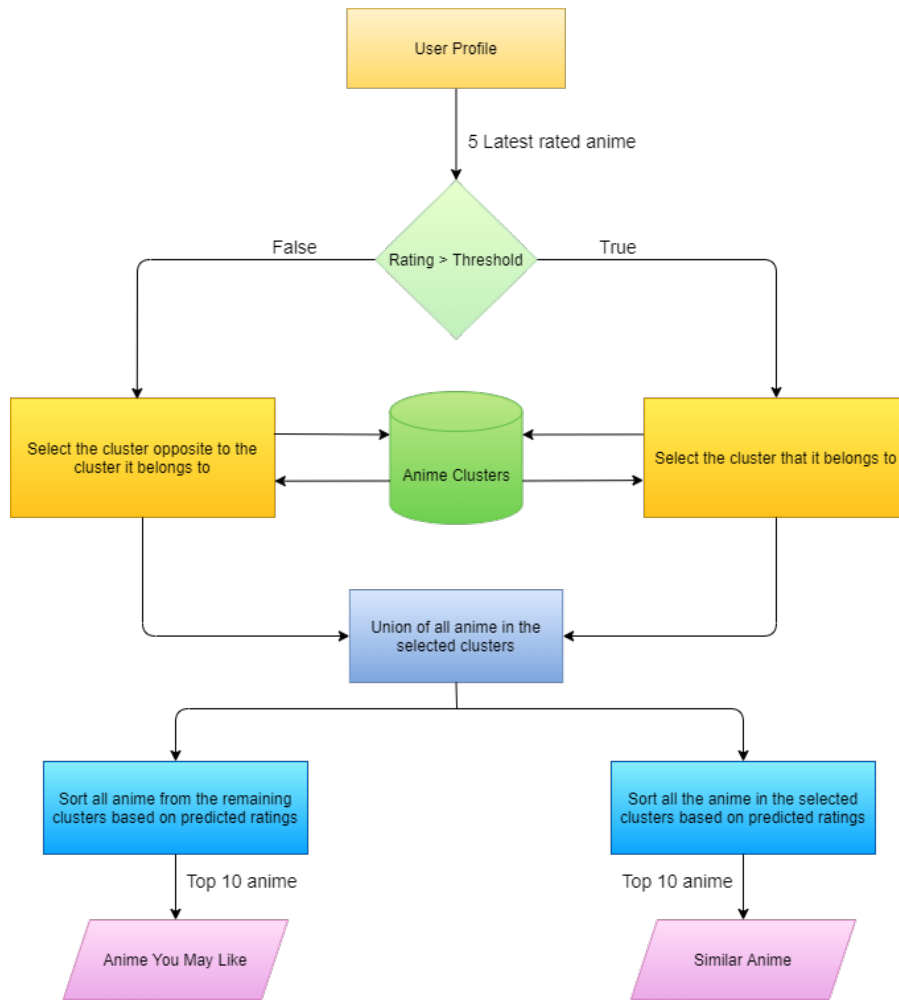 User Profile
5 Latest rated anime
False
Rating > Threshold
True
Select the cluster opposite to the
cluster it belongs to
Anime Clusters
Select the cluster that it belongs to
Union of all anime in the
selected clusters
Sort all anime from the remaining
clusters based on predicted ratings
Sort all the anime in the selected
clusters based on predicted ratings
Top 10 anime
Top 10 anime
Anime You May Like
Similar Anime